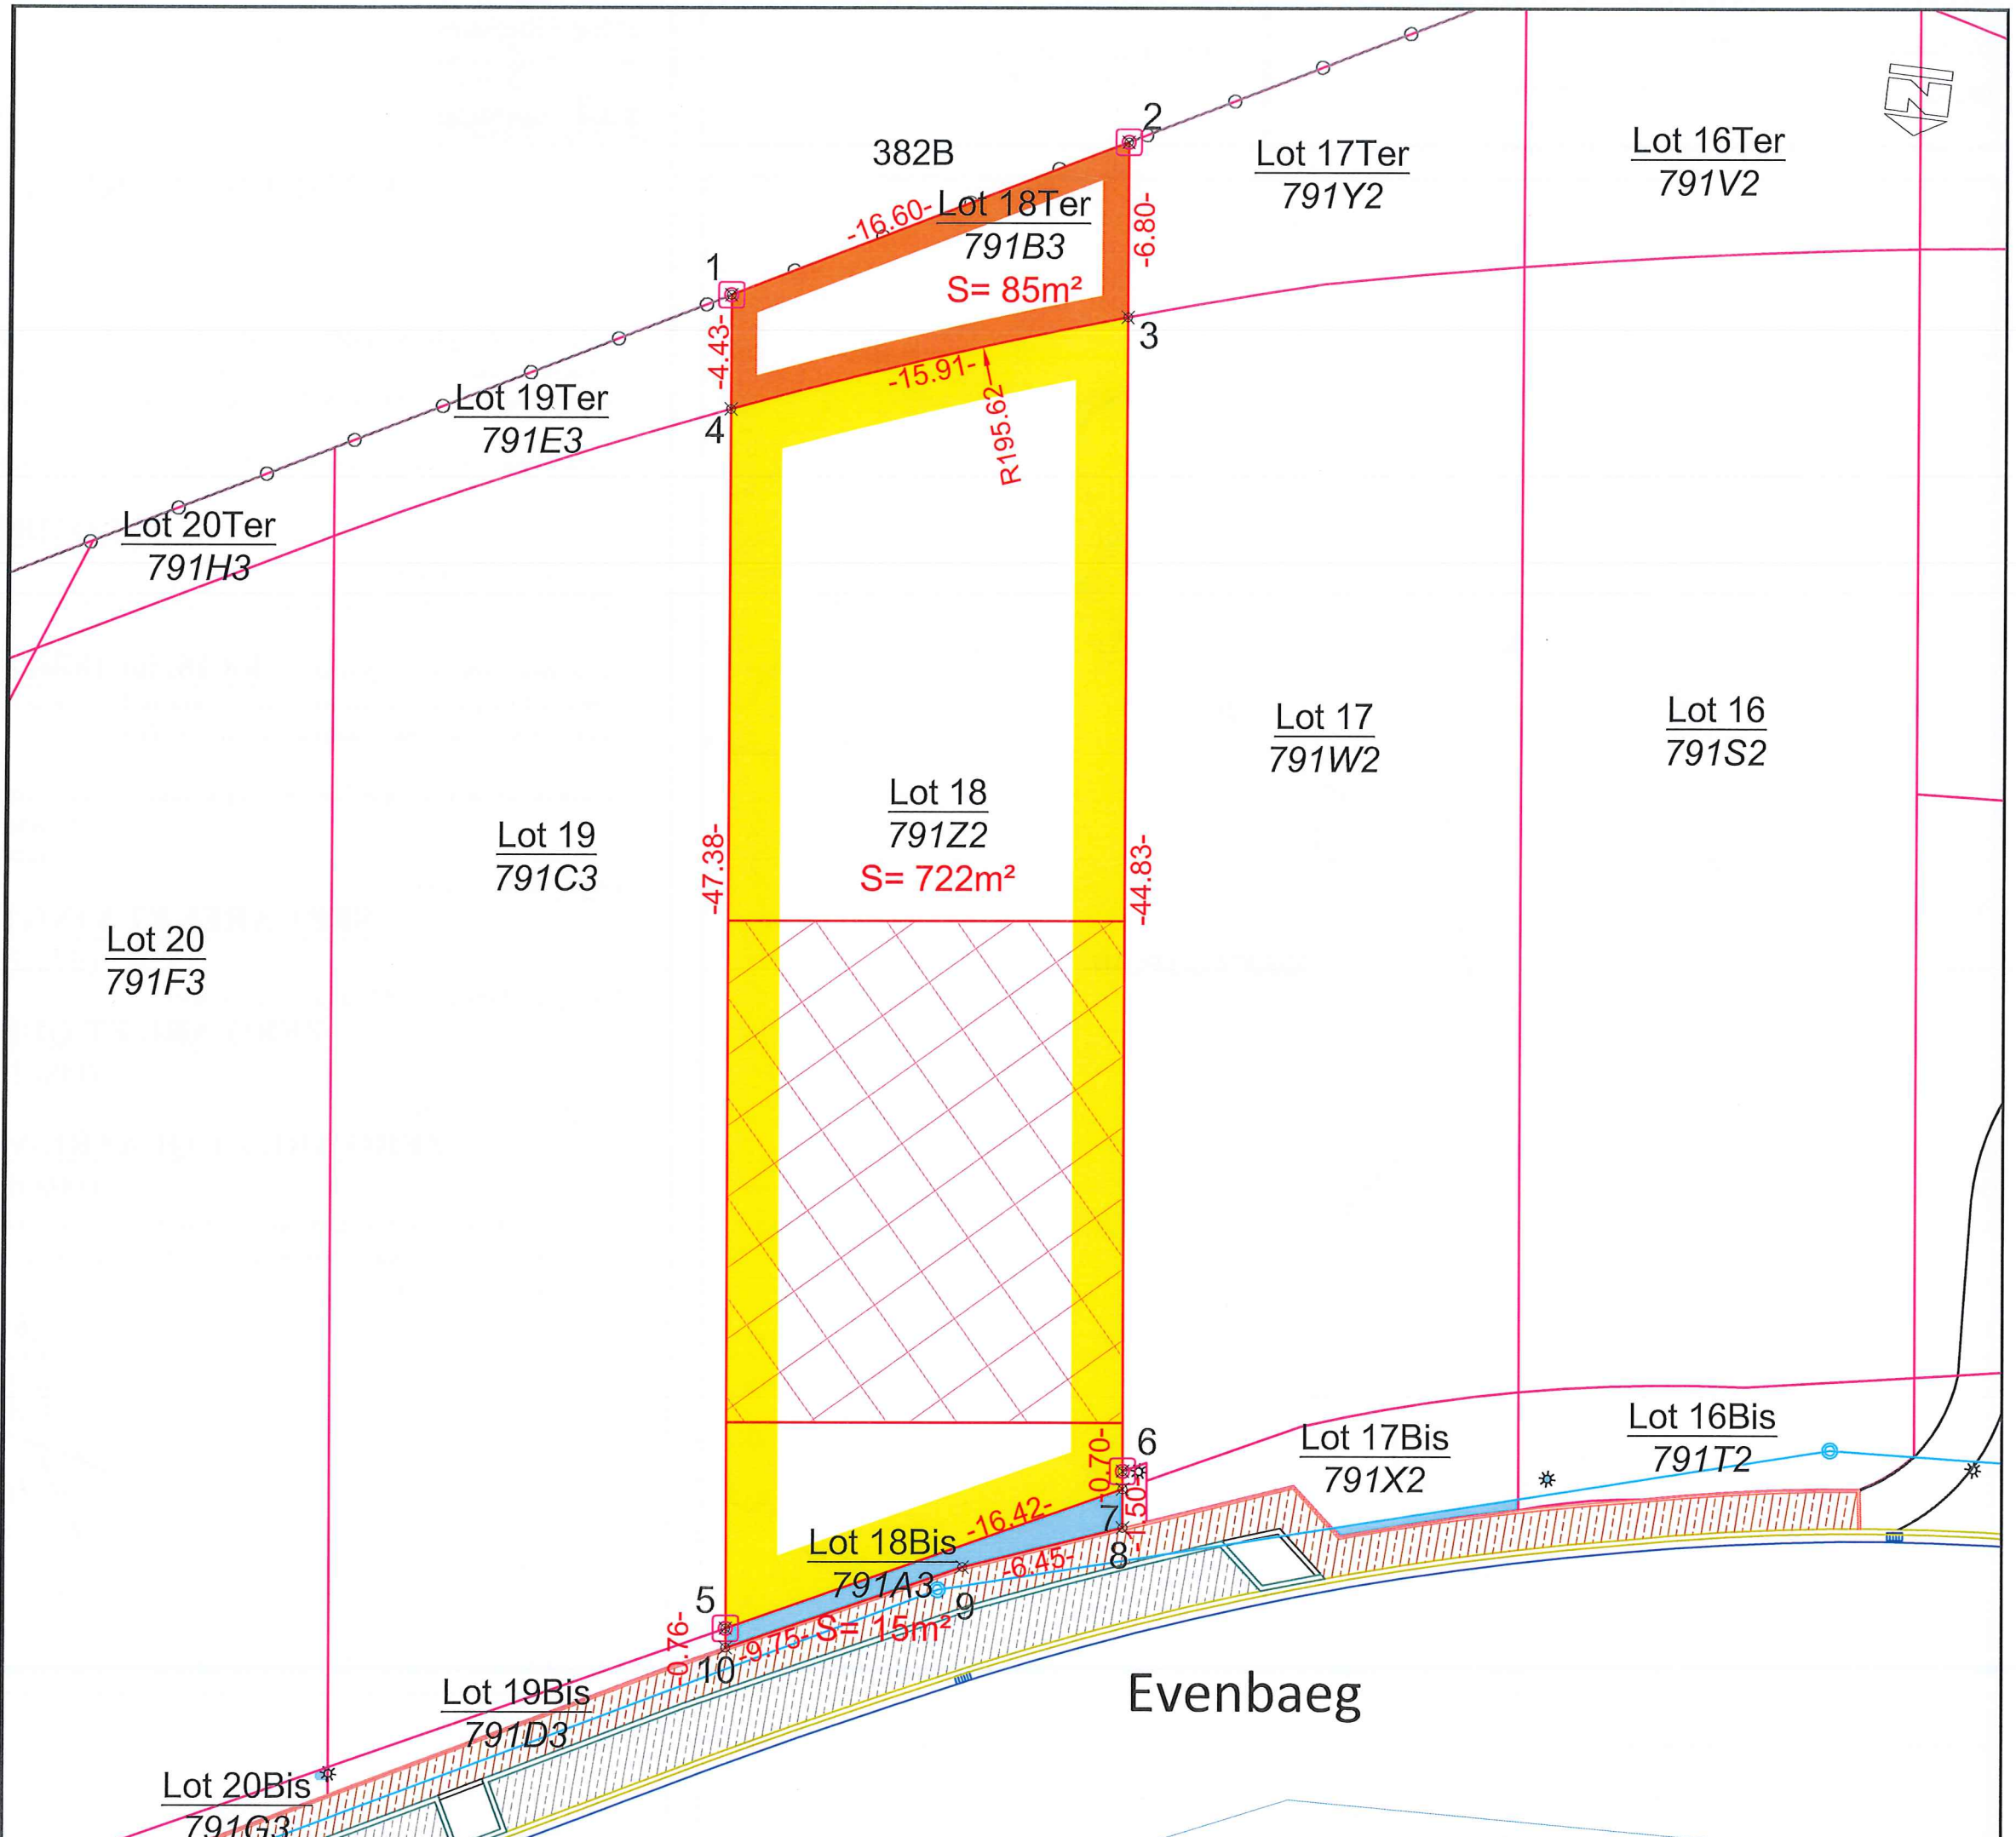 2
382B
Lot 17Ter
791Y2
Lot 16Ter
791V2
N
-16.60-
Lot 18Ter
791B3
S= 85m²
-6.80-
1
-4.43-
3
-15.91-
R195.62
4
Lot 19Ter
791E3
Lot 20Ter
791H3
Lot 17
791W2
Lot 16
791S2
Lot 18
791Z2
S= 722m²
-47.38-
-44.83-
Lot 19
791C3
Lot 20
791F3
6
-0.70-
7
8
Lot 17Bis
791X2
Lot 16Bis
791T2
-16.42-
-6.45-
Lot 18Bis
791A3
S= 15m²
9
5
-0.76-
-9.75-
10
Evenbaeg
Lot 19Bis
791D3
Lot 20Bis
791G3